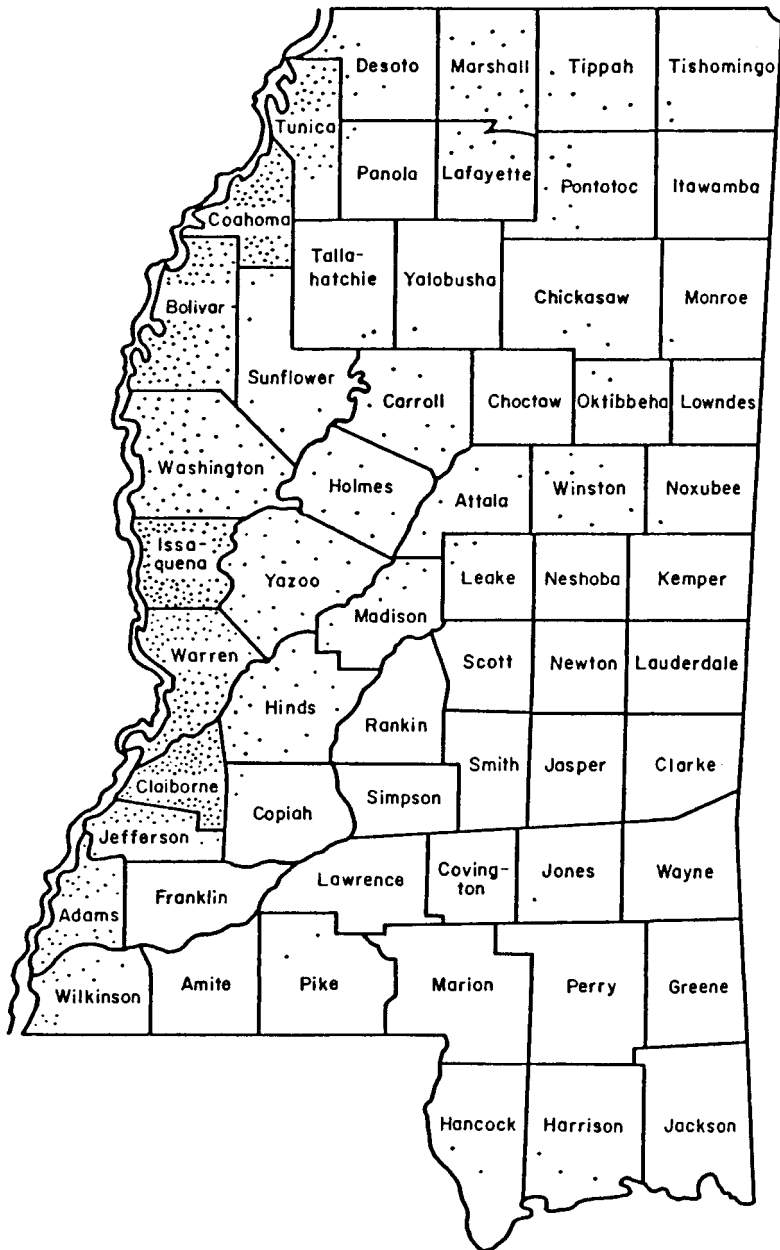 Desoto
Marshall
Tippah
Tishomingo
Tunica
Panola
Lafayette
Pontotoc
Itawamba
Coahoma
Talla-
hatchie
Yalobusha
Chickasaw
Monroe
Bolivar
Sunflower
Carroll
Choctaw
Oktibbeha
Lowndes
Washington
Holmes
Attala
Winston
Noxubee
Issa-
quena
Yazoo
Leake
Neshoba
Kemper
Madison
Warren
Scott
Newton
Lauderdale
Hinds
Rankin
Smith
Jasper
Clarke
Claiborne
Copiah
Simpson
Jefferson
Lawrence
Coving-
ton
Jones
Wayne
Franklin
Adams
Wilkinson
Amite
Pike
Marion
Perry
Greene
Hancock
Harrison
Jackson